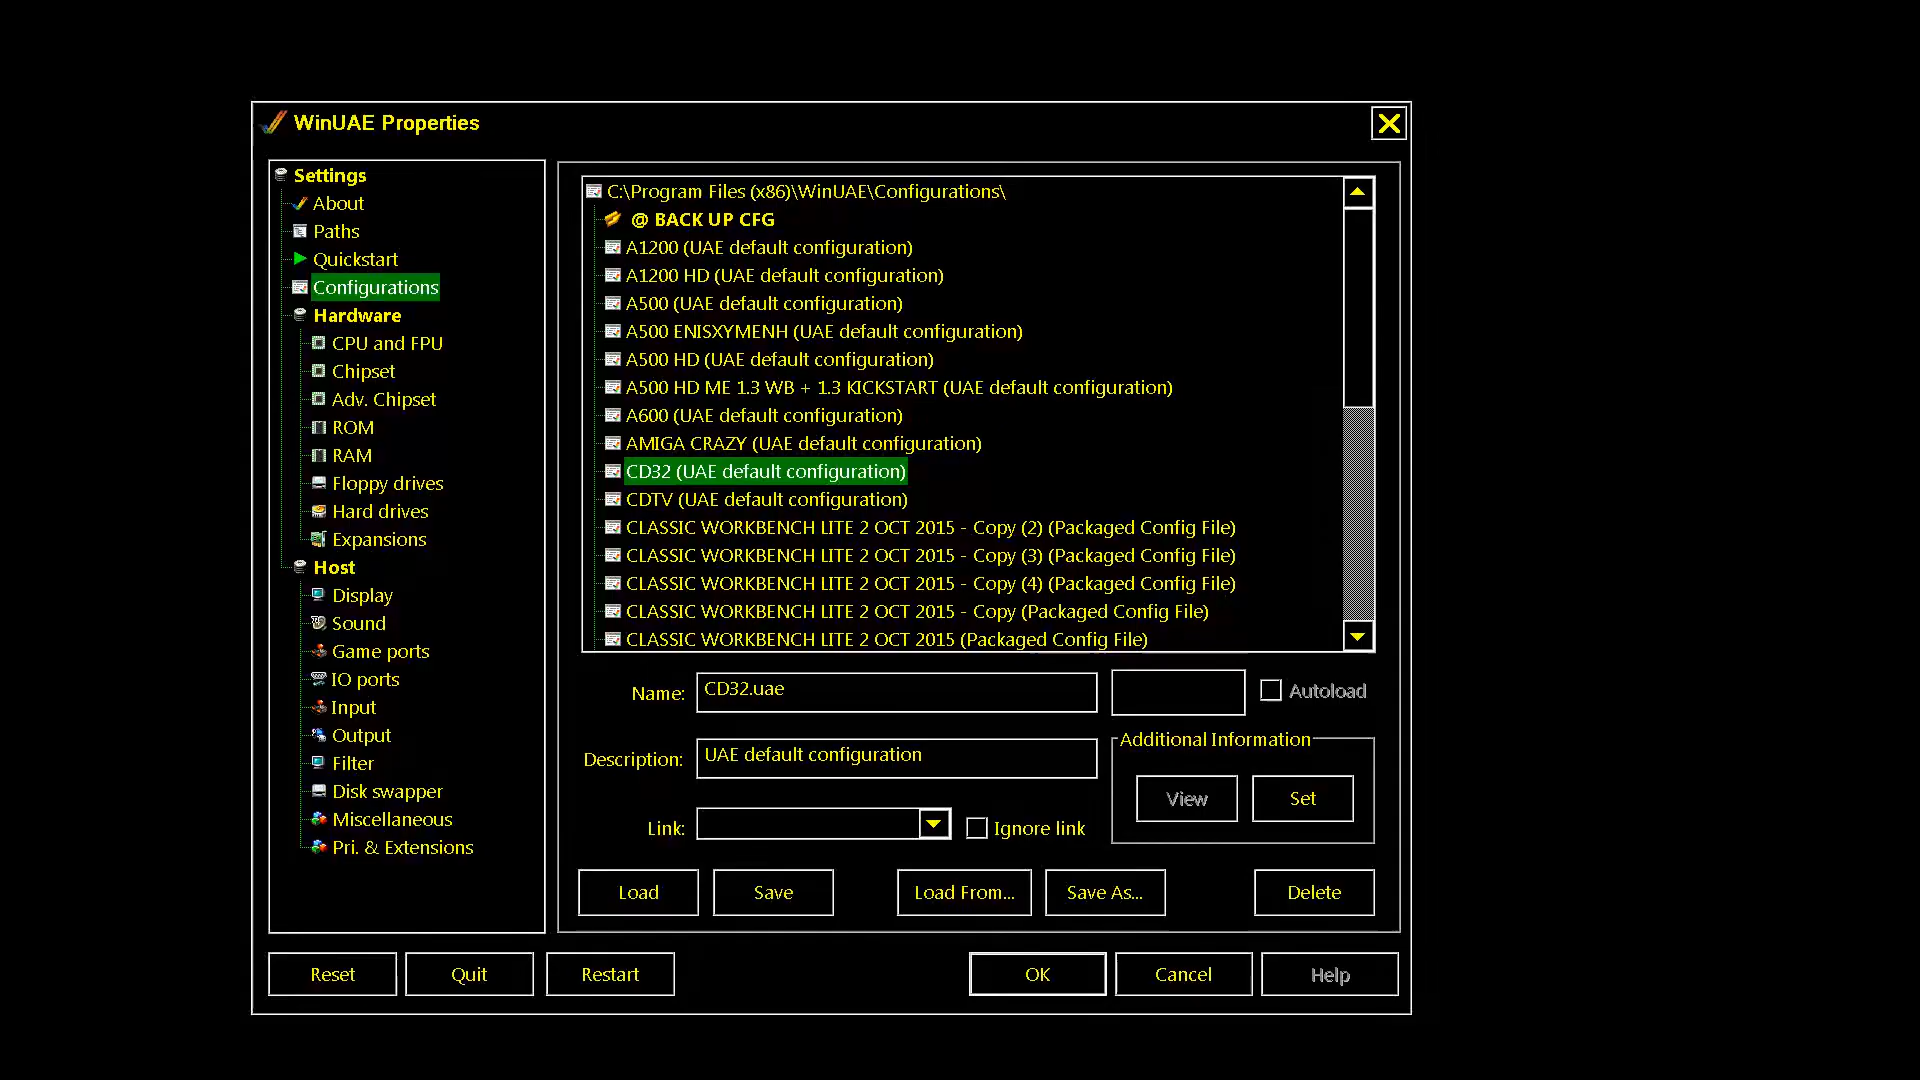 WinUAE Properties
Settings
About
Paths
Quickstart
Configurations
Hardware
CPU and FPU
Chipset
Adv. Chipset
ROM
RAM
Floppy drives
Hard drives
Expansions
Host
Display
Sound
Game ports
IO ports
Input
Output
Filter
Disk swapper
Miscellaneous
Pri. & Extensions
C:\Program Files (x86)\WinUAE\Configurations\
@ BACK UP CFG
A1200 (UAE default configuration)
A1200 HD (UAE default configuration)
A500 (UAE default configuration)
A500 ENISXYMENH (UAE default configuration)
A500 HD (UAE default configuration)
A500 HD ME 1.3 WB + 1.3 KICKSTART (UAE default configuration)
A600 (UAE default configuration)
AMIGA CRAZY (UAE default configuration)
CD32 (UAE default configuration)
CDTV (UAE default configuration)
CLASSIC WORKBENCH LITE 2 OCT 2015 - Copy (2) (Packaged Config File)
CLASSIC WORKBENCH LITE 2 OCT 2015 - Copy (3) (Packaged Config File)
CLASSIC WORKBENCH LITE 2 OCT 2015 - Copy (4) (Packaged Config File)
CLASSIC WORKBENCH LITE 2 OCT 2015 - Copy (Packaged Config File)
CLASSIC WORKBENCH LITE 2 OCT 2015 (Packaged Config File)
Name: CD32.uae
Autoload
Description: UAE default configuration
Additional Information
View Set
Link:
Ignore link
Load Save Load From... Save As... Delete
Reset Quit Restart OK Cancel Help